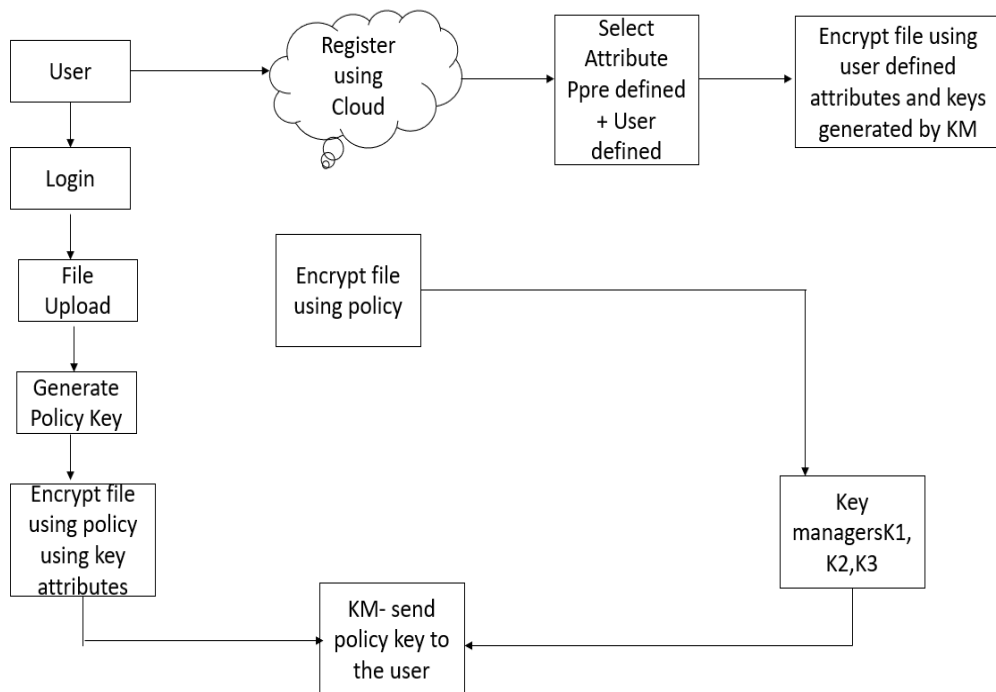 User
Register
using
Cloud
Select
Attribute
Ppre defined
+ User
defined
Encrypt file using
user defined
attributes and keys
generated by KM
Login
File
Upload
Encrypt file
using policy
Generate
Policy Key
Encrypt file
using policy
using key
attributes
Key
managersK1,
K2,K3
KM- send
policy key to
the user